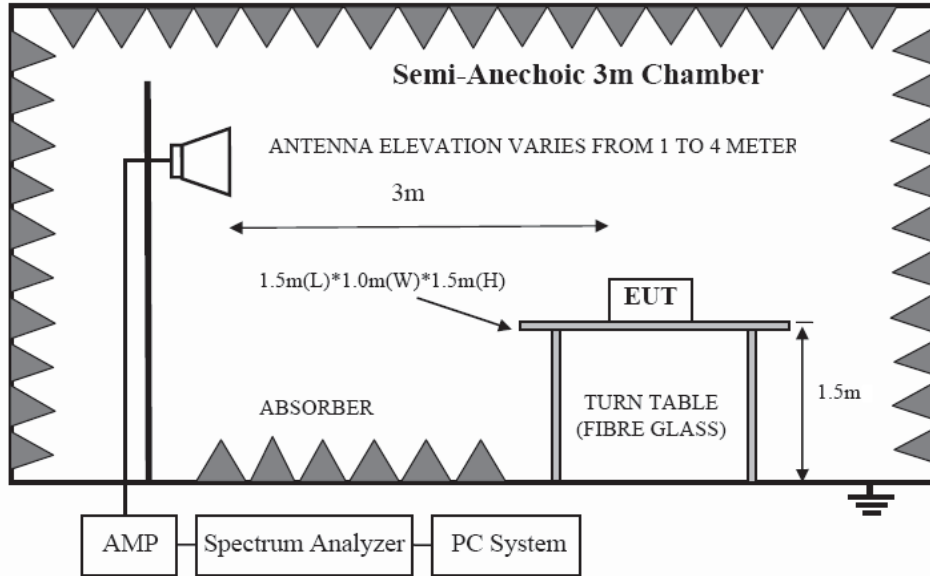 Semi-Anechoic 3m Chamber
ANTENNA ELEVATION VARIES FROM 1 TO 4 METER
3m
1.5m(L)*1.0m(W)*1.5m(H)
EUT
1.5m
ABSORBER
TURN TABLE
(FIBRE GLASS)
AMP
Spectrum Analyzer
PC System